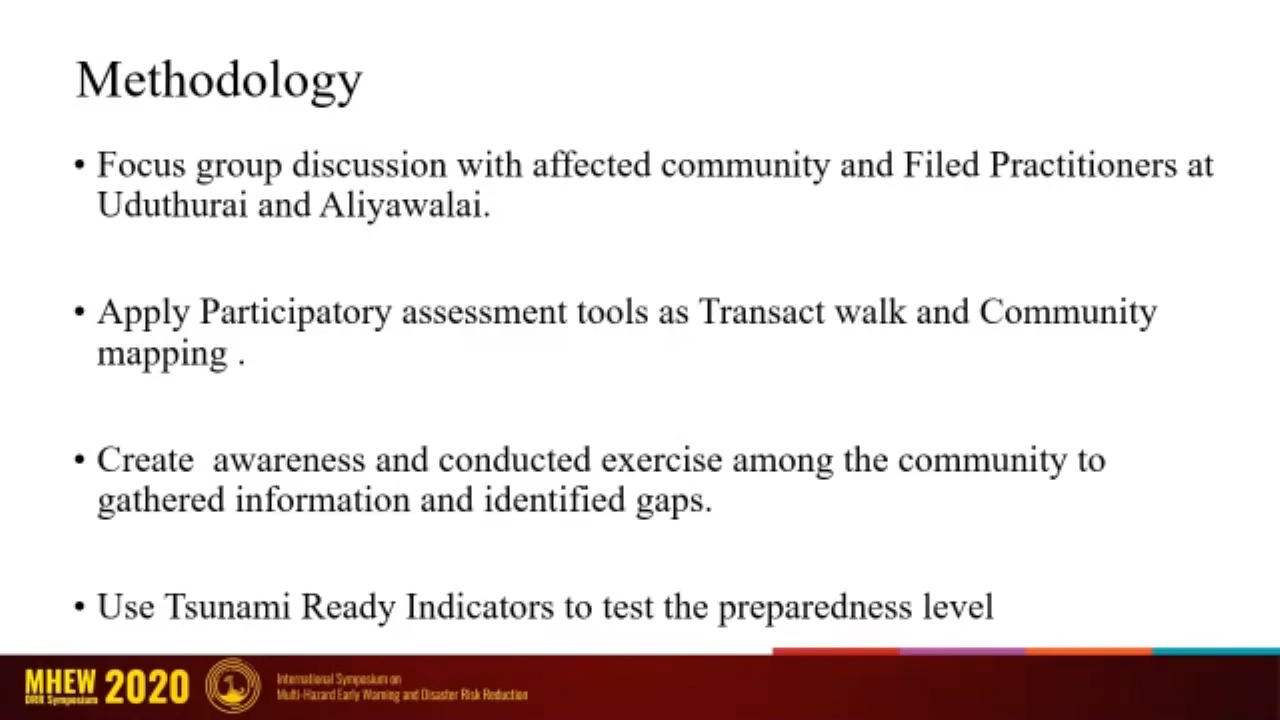 Methodology
• Focus group discussion with affected community and Filed Practitioners at
Uduthurai and Aliyawalai.
• Apply Participatory assessment tools as Transact walk and Community
mapping .
• Create  awareness and conducted exercise among the community to
gathered information and identified gaps.
• Use Tsunami Ready Indicators to test the preparedness level
MHEW
DRR Symposium
2020
International Symposium on
Multi-Hazard Early Warning and Disaster Risk Reduction